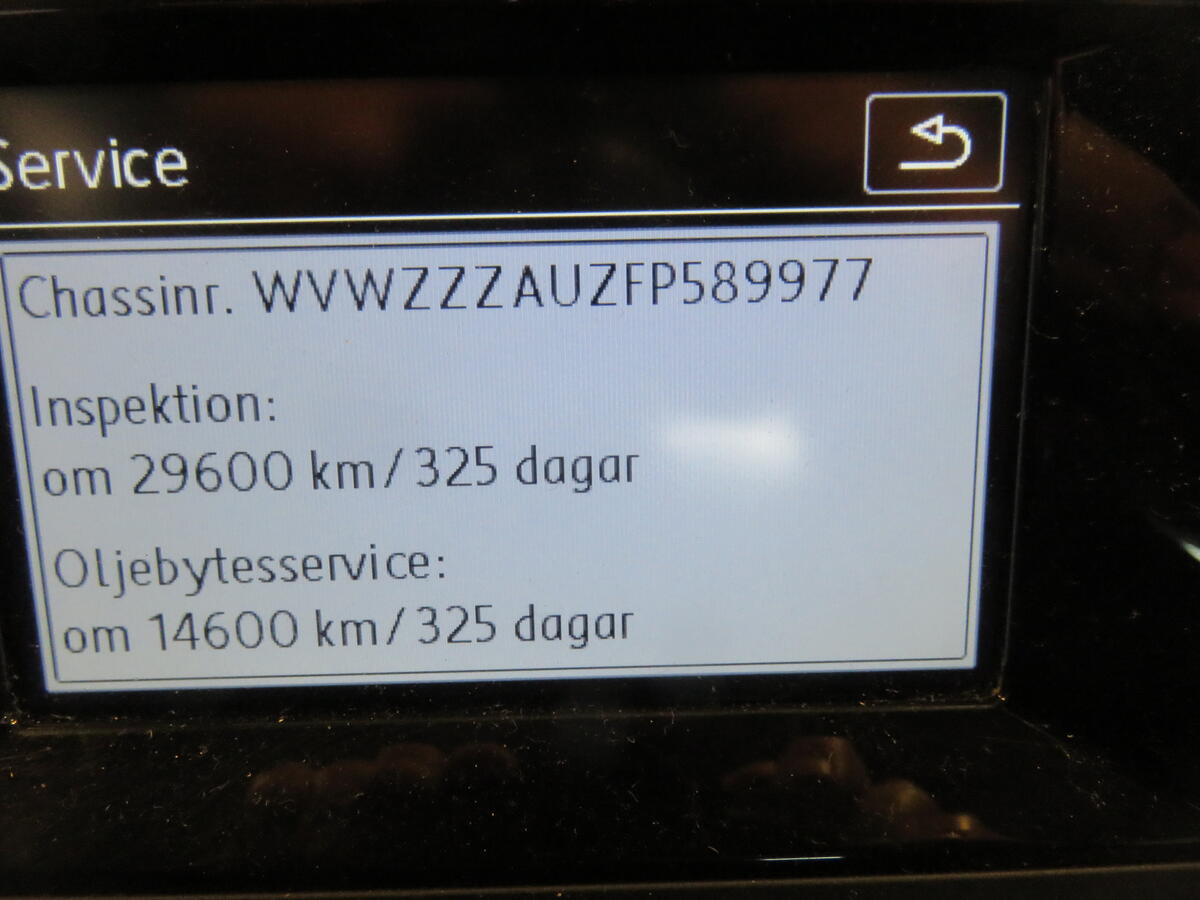 Service
Chassinr. WVWZZZAUZFP589977
Inspektion:
om 29600 km/325 dagar
Oljebytesservice:
om 14600 km/325 dagar